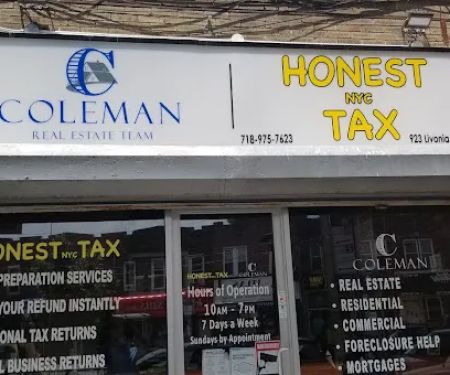 COLEMAN
REAL ESTATE TEAM
HONEST
NYC
TAX
718-975-7623
923 Livonia
ONEST NYC TAX
PREPARATION SERVICES
YOUR REFUND INSTANTLY
ONAL TAX RETURNS
L BUSINESS RETURNS
HONEST NYC TAX
COLEMAN
Hours of Operation
10AM - 7PM
7 Days a Week
Sundays by Appointment
C
COLEMAN
• REAL ESTATE
• RESIDENTIAL
• COMMERCIAL
• FORECLOSURE HELP
• MORTGAGES